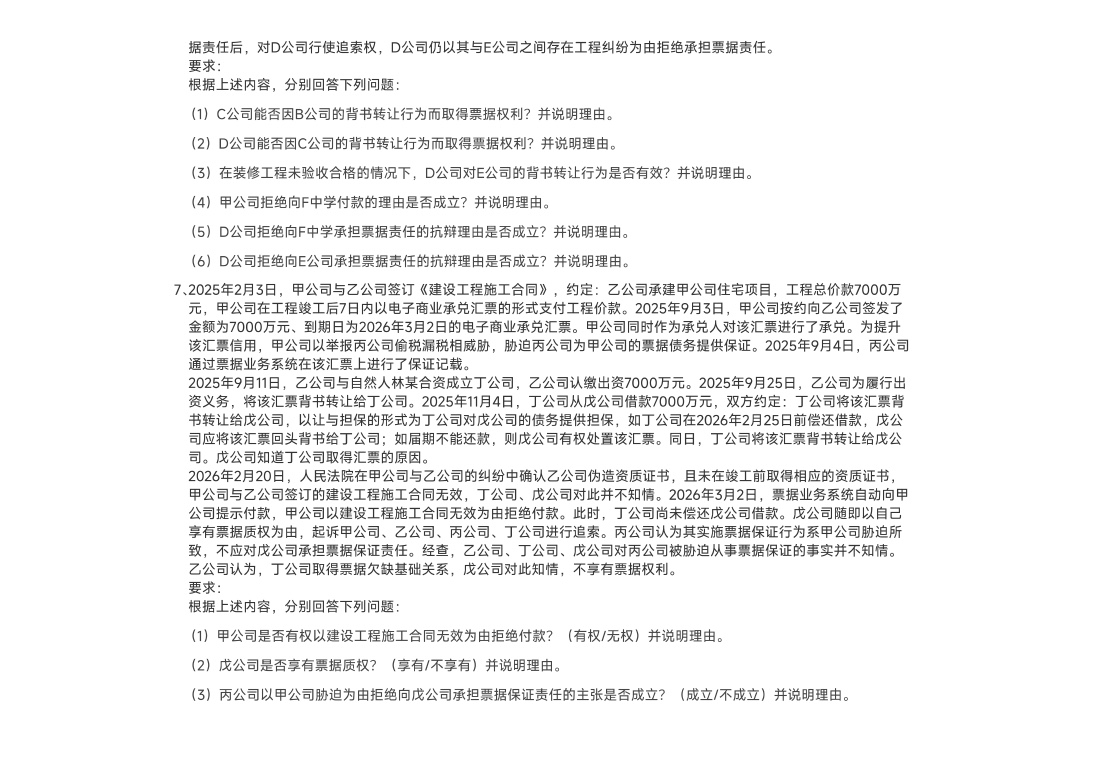 据责任后，对D公司行使追索权，D公司仍以其与E公司之间存在工程纠纷为由拒绝承担票据责任。
要求：
根据上述内容，分别回答下列问题：
（1）C公司能否因B公司的背书转让行为而取得票据权利？并说明理由。
（2）D公司能否因C公司的背书转让行为而取得票据权利？并说明理由。
（3）在装修工程未验收合格的情况下，D公司对E公司的背书转让行为是否有效？并说明理由。
（4）甲公司拒绝向F中学付款的理由是否成立？并说明理由。
（5）D公司拒绝向F中学承担票据责任的抗辩理由是否成立？并说明理由。
（6）D公司拒绝向E公司承担票据责任的抗辩理由是否成立？并说明理由。
7、2025年2月3日，甲公司与乙公司签订《建设工程施工合同》，约定：乙公司承建甲公司住宅项目，工程总价款7000万
元，甲公司在工程竣工后7日内以电子商业承兑汇票的形式支付工程价款。2025年9月3日，甲公司按约向乙公司签发了
金额为7000万元、到期日为2026年3月2日的电子商业承兑汇票。甲公司同时作为承兑人对该汇票进行了承兑。为提升
该汇票信用，甲公司以举报丙公司偷税漏税相威胁，胁迫丙公司为甲公司的票据债务提供保证。2025年9月4日，丙公司
通过票据业务系统在该汇票上进行了保证记载。
2025年9月11日，乙公司与自然人林某合资成立丁公司，乙公司认缴出资7000万元。2025年9月25日，乙公司为履行出
资义务，将该汇票背书转让给丁公司。2025年11月4日，丁公司从戊公司借款7000万元，双方约定：丁公司将该汇票背
书转让给戊公司，以让与担保的形式为丁公司对戊公司的债务提供担保，如丁公司在2026年2月25日前偿还借款，戊公
司应将该汇票回头背书给丁公司；如届期不能还款，则戊公司有权处置该汇票。同日，丁公司将该汇票背书转让给戊公
司。戊公司知道丁公司取得汇票的原因。
2026年2月20日，人民法院在甲公司与乙公司的纠纷中确认乙公司伪造资质证书，且未在竣工前取得相应的资质证书，
甲公司与乙公司签订的建设工程施工合同无效，丁公司、戊公司对此并不知情。2026年3月2日，票据业务系统自动向甲
公司提示付款，甲公司以建设工程施工合同无效为由拒绝付款。此时，丁公司尚未偿还戊公司借款。戊公司随即以自己
享有票据质权为由，起诉甲公司、乙公司、丙公司、丁公司进行追索。丙公司认为其实施票据保证行为系甲公司胁迫所
致，不应对戊公司承担票据保证责任。经查，乙公司、丁公司、戊公司对丙公司被胁迫从事票据保证的事实并不知情。
乙公司认为，丁公司取得票据欠缺基础关系，戊公司对此知情，不享有票据权利。
要求：
根据上述内容，分别回答下列问题：
（1）甲公司是否有权以建设工程施工合同无效为由拒绝付款？（有权/无权）并说明理由。
（2）戊公司是否享有票据质权？（享有/不享有）并说明理由。
（3）丙公司以甲公司胁迫为由拒绝向戊公司承担票据保证责任的主张是否成立？（成立/不成立）并说明理由。